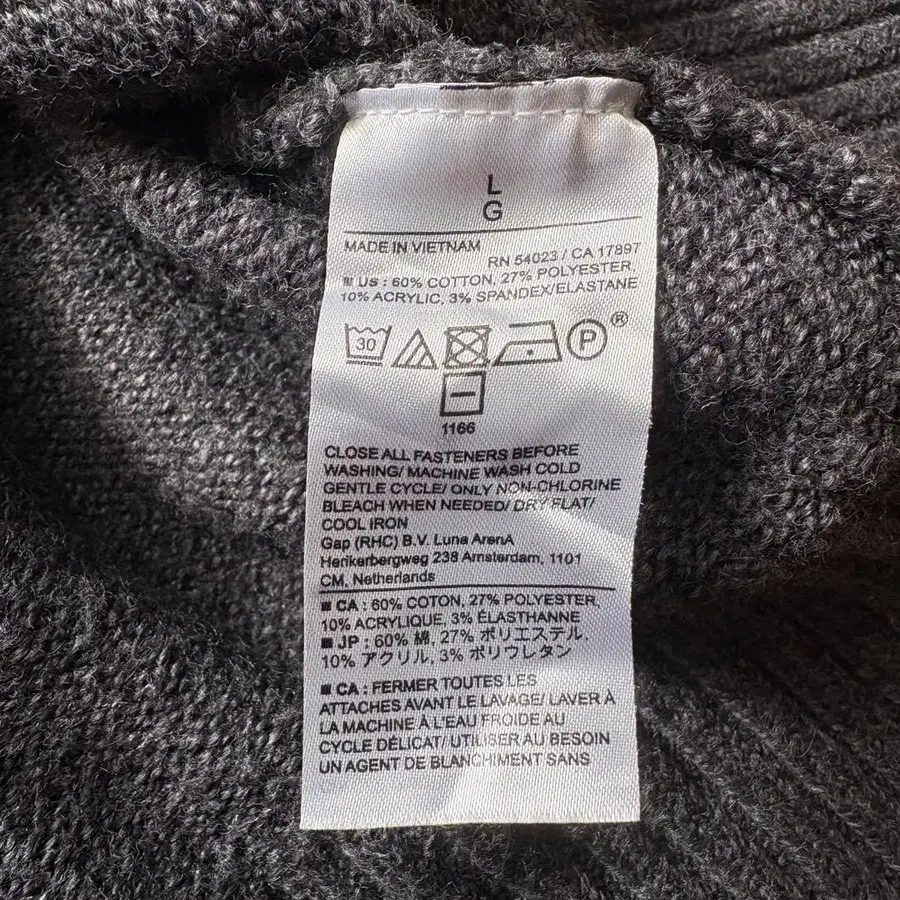 L
G
MADE IN VIETNAM
RN 54023 / CA 17897
US : 60% COTTON, 27% POLYESTER,
10% ACRYLIC, 3% SPANDEX/ELASTANE
30
P ®
1166
CLOSE ALL FASTENERS BEFORE
WASHING/ MACHINE WASH COLD
GENTLE CYCLE/ ONLY NON-CHLORINE
BLEACH WHEN NEEDED/ DRY FLAT/
COOL IRON
Gap (RHC) B.V. Luna ArenA
Herikerbergweg 238 Amsterdam, 1101
CM, Netherlands
■ CA : 60% COTON, 27% POLYESTER,
10% ACRYLIQUE, 3% ÉLASTHANNE
■ JP : 60% 綿, 27% ポリエステル,
10% アクリル, 3% ポリウレタン
■ CA : FERMER TOUTES LES
ATTACHES AVANT LE LAVAGE/ LAVER À
LA MACHINE À L'EAU FROIDE AU
CYCLE DÉLICAT/ UTILISER AU BESOIN
UN AGENT DE BLANCHIMENT SANS